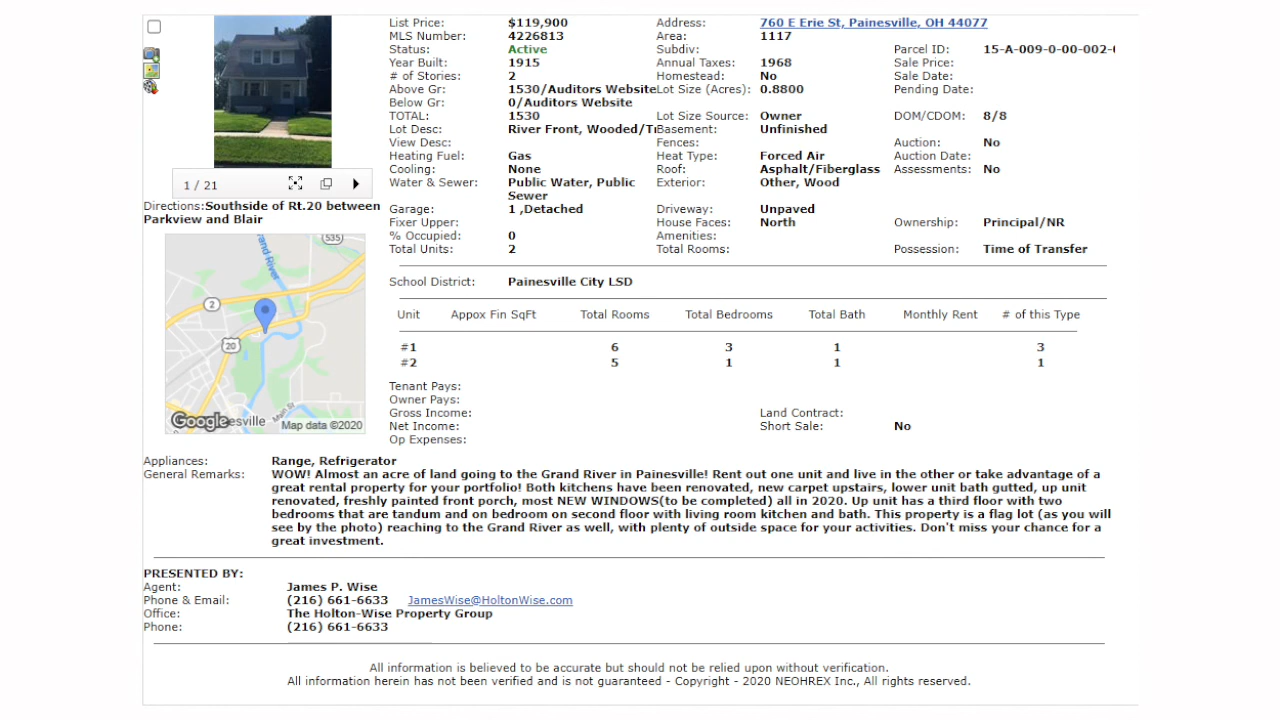 List Price: $119,900 Address: 760 E Erie St, Painesville, OH 44077
MLS Number: 4226813 Area: 1117
Status: Active Subdiv: Parcel ID: 15-A-009-0-00-002-
Year Built: 1915 Annual Taxes: 1968 Sale Price:
# of Stories: 2 Homestead: No Sale Date:
Above Gr: 1530/Auditors Website Lot Size (Acres): 0.8800 Pending Date:
Below Gr: 0/Auditors Website
TOTAL: 1530 Lot Size Source: Owner DOM/CDOM: 8/8
Lot Desc: River Front, Wooded/T Basement: Unfinished
View Desc: Fences: Auction: No
Heating Fuel: Gas Heat Type: Forced Air Auction Date:
Cooling: None Roof: Asphalt/Fiberglass Assessments: No
Water & Sewer: Public Water, Public Exterior: Other, Wood
Sewer
1 / 21
Directions:Southside of Rt.20 between
Parkview and Blair
Garage: 1 ,Detached Driveway: Unpaved
Fixer Upper: House Faces: North Ownership: Principal/NR
% Occupied: 0 Amenities:
Total Units: 2 Total Rooms: Possession: Time of Transfer
535
Grand River
2
20
Main St
Google
esville
Map data ©2020
School District: Painesville City LSD
Unit Appox Fin SqFt Total Rooms Total Bedrooms Total Bath Monthly Rent # of this Type
#1 6 3 1 3
#2 5 1 1 1
Tenant Pays:
Owner Pays:
Gross Income: Land Contract:
Net Income: Short Sale: No
Op Expenses:
Appliances: Range, Refrigerator
General Remarks: WOW! Almost an acre of land going to the Grand River in Painesville! Rent out one unit and live in the other or take advantage of a
great rental property for your portfolio! Both kitchens have been renovated, new carpet upstairs, lower unit bath gutted, up unit
renovated, freshly painted front porch, most NEW WINDOWS(to be completed) all in 2020. Up unit has a third floor with two
bedrooms that are tandum and on bedroom on second floor with living room kitchen and bath. This property is a flag lot (as you will
see by the photo) reaching to the Grand River as well, with plenty of outside space for your activities. Don't miss your chance for a
great investment.
PRESENTED BY:
Agent: James P. Wise
Phone & Email: (216) 661-6633 JamesWise@HoltonWise.com
Office: The Holton-Wise Property Group
Phone: (216) 661-6633
All information is believed to be accurate but should not be relied upon without verification.
All information herein has not been verified and is not guaranteed - Copyright - 2020 NEOHREX Inc., All rights reserved.